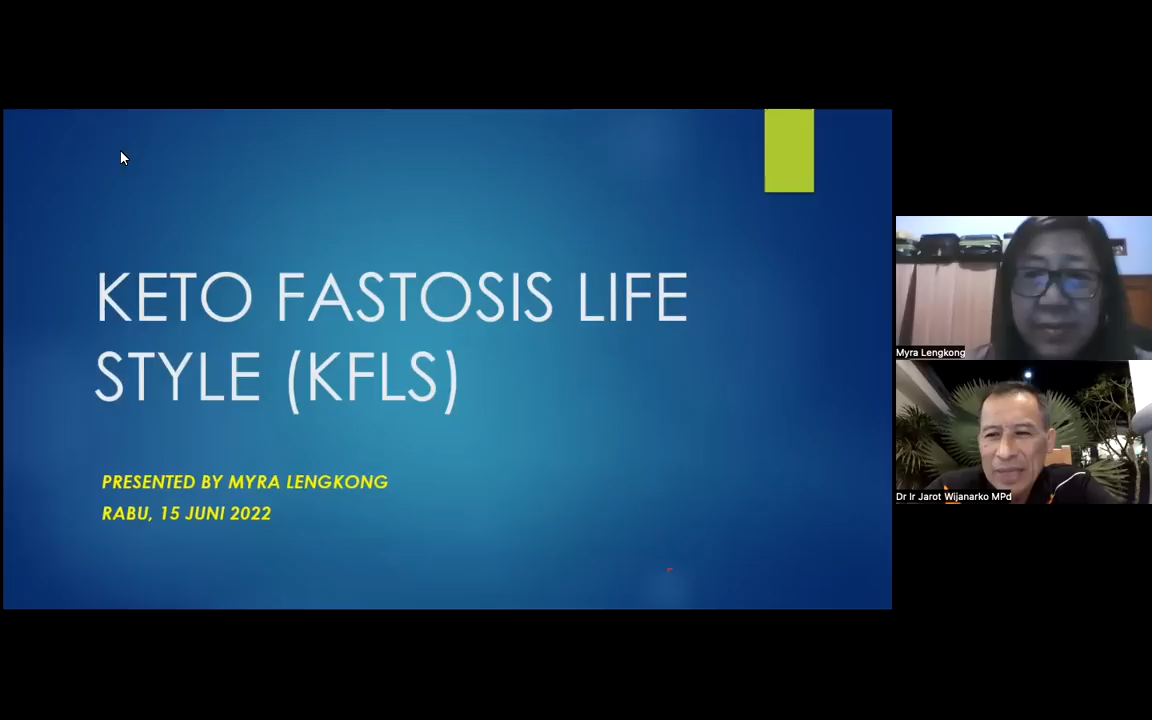 KETO FASTOSIS LIFE
STYLE (KFLS)
PRESENTED BY MYRA LENGKONG
RABU, 15 JUNI 2022
Myra Lengkong
Dr Ir Jarot Wijanarko MPd